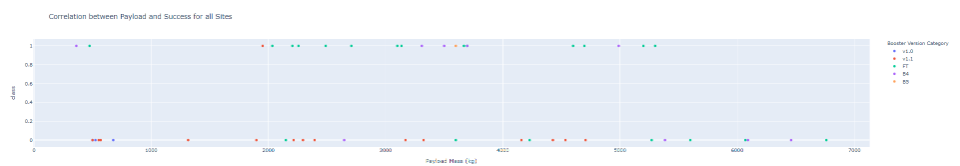 Correlation between Payload and Success for all Sites
1
0.8
0.6
0.4
0.2
0
class
0 1000 2000 3000 4000 5000 6000 7000
Payload Mass (kg)
Booster Version Category
v1.0
v1.1
FT
B4
B5